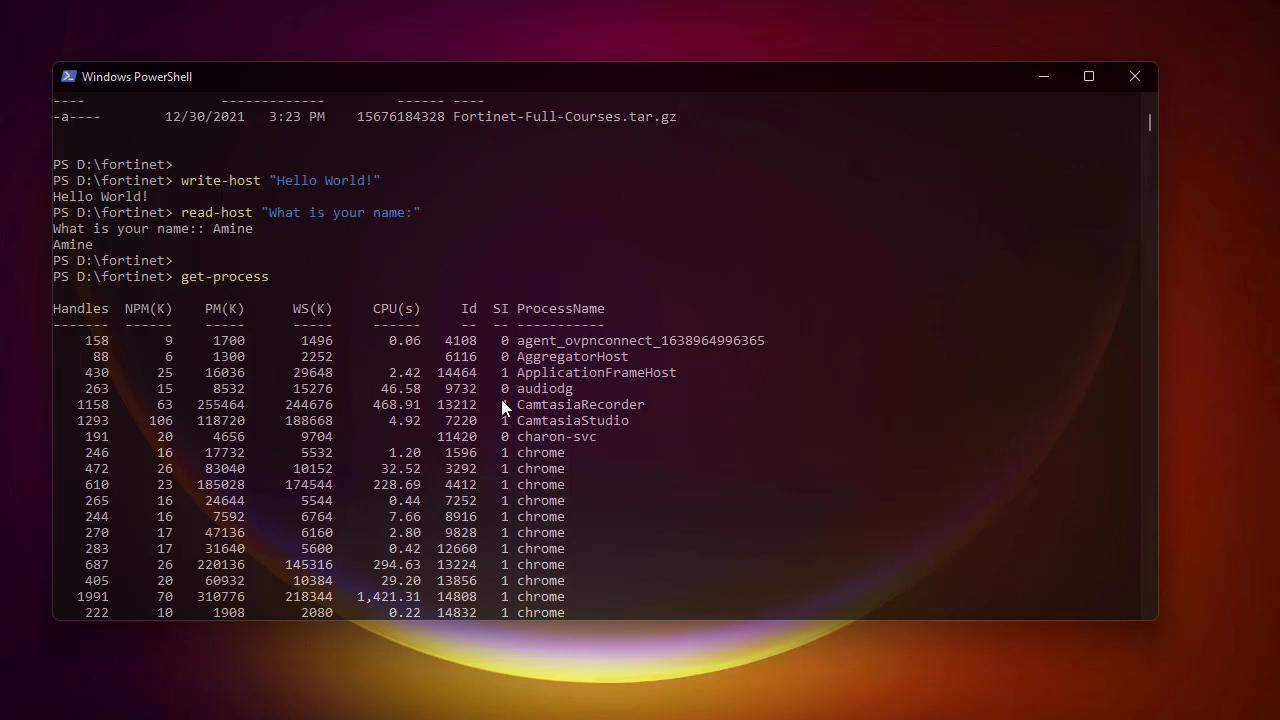 Windows PowerShell
---- ------------- ------ ----
-a---- 12/30/2021 3:23 PM 15676184328 Fortinet-Full-Courses.tar.gz
PS D:\fortinet>
PS D:\fortinet> write-host "Hello World!"
Hello World!
PS D:\fortinet> read-host "What is your name:"
What is your name:: Amine
Amine
PS D:\fortinet>
PS D:\fortinet> get-process
Handles NPM(K) PM(K) WS(K) CPU(s) Id SI ProcessName
------- ------ ----- ----- ------ -- -- -----------
158 9 1700 1496 0.06 4108 0 agent_ovpnconnect_1638964996365
88 6 1300 2252 6116 0 AggregatorHost
430 25 16036 29648 2.42 14464 1 ApplicationFrameHost
263 15 8532 15276 46.58 9732 0 audiodg
1158 63 255464 244676 468.91 13212 CamtasiaRecorder
1293 106 118720 188668 4.92 7220 1 CamtasiaStudio
191 20 4656 9704 11420 0 charon-svc
246 16 17732 5532 1.20 1596 1 chrome
472 26 83040 10152 32.52 3292 1 chrome
610 23 185028 174544 228.69 4412 1 chrome
265 16 24644 5544 0.44 7252 1 chrome
244 16 7592 6764 7.66 8916 1 chrome
270 17 47136 6160 2.80 9828 1 chrome
283 17 31640 5600 0.42 12660 1 chrome
687 26 220136 145316 294.63 13224 1 chrome
405 20 60932 10384 29.20 13856 1 chrome
1991 70 310776 218344 1,421.31 14808 1 chrome
222 10 1908 2080 0.22 14832 1 chrome